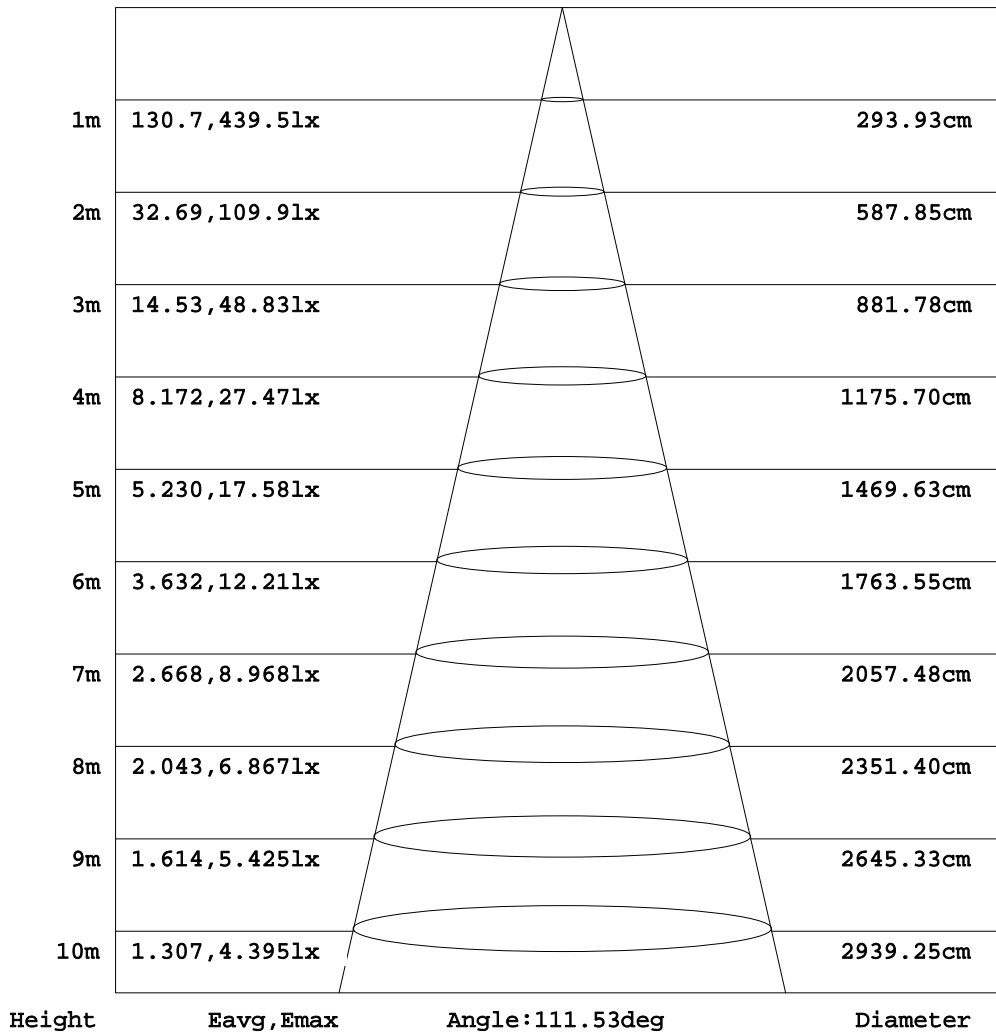 1m 130.7,439.5lx 293.93cm
2m 32.69,109.9lx 587.85cm
3m 14.53,48.83lx 881.78cm
4m 8.172,27.47lx 1175.70cm
5m 5.230,17.58lx 1469.63cm
6m 3.632,12.21lx 1763.55cm
7m 2.668,8.968lx 2057.48cm
8m 2.043,6.867lx 2351.40cm
9m 1.614,5.425lx 2645.33cm
10m 1.307,4.395lx 2939.25cm
Height Eavg,Emax Angle:111.53deg Diameter